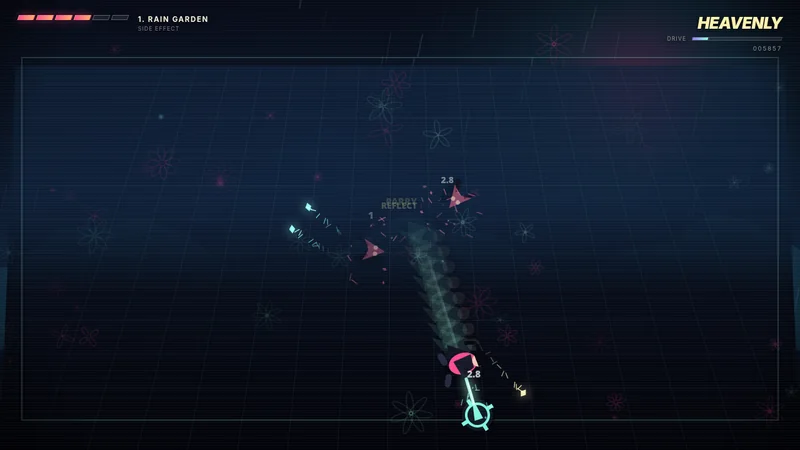 1. RAIN GARDEN
SIDE EFFECT
HEAVENLY
DRIVE
005857
2.8
REFLECT
1
2.8